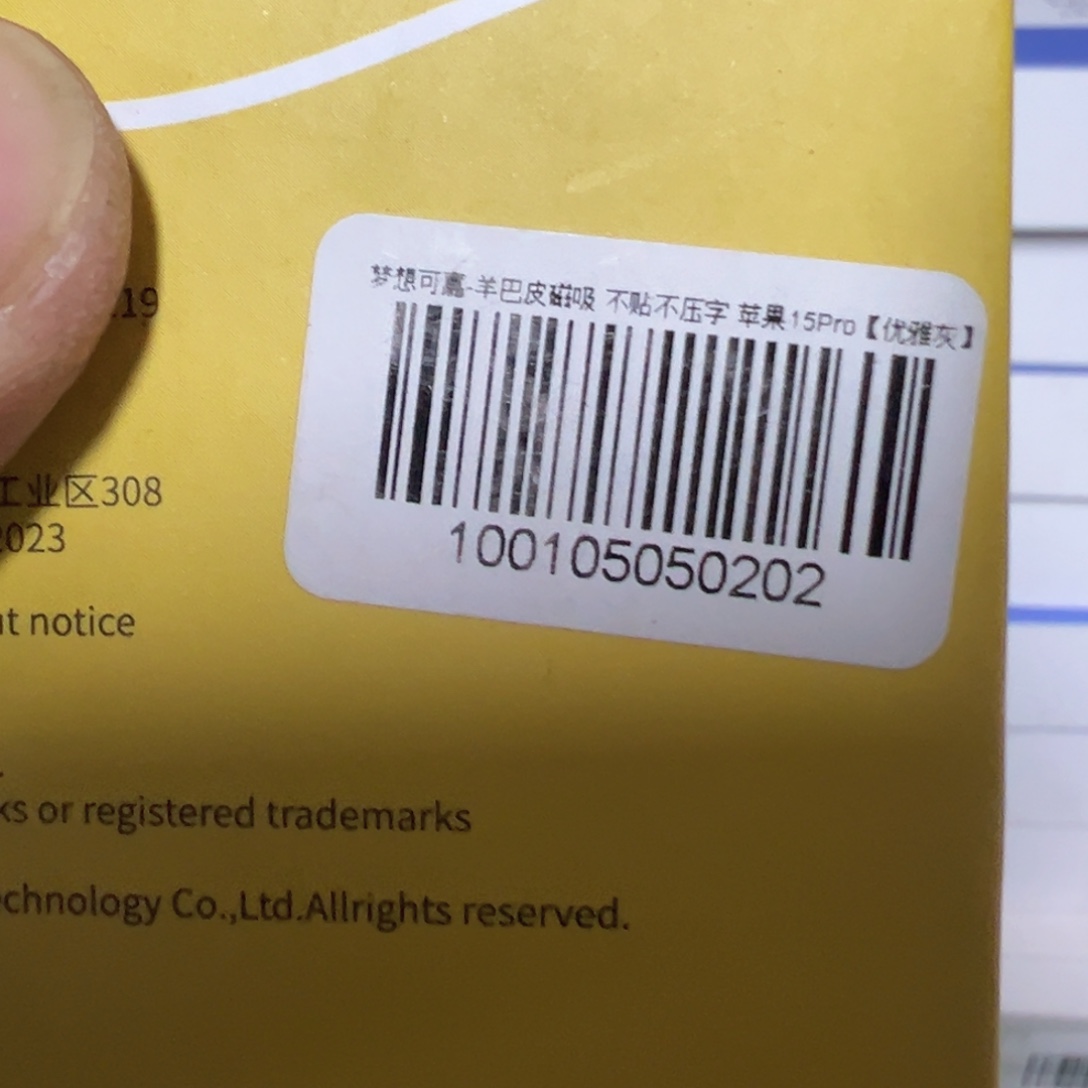 梦想可嘉-羊巴皮磁吸 不贴不压字 苹果15Pro【优雅灰】
100105050202
19
工业区308
2023
notice
or registered trademarks
Co.,Ltd.Allrights reserved.